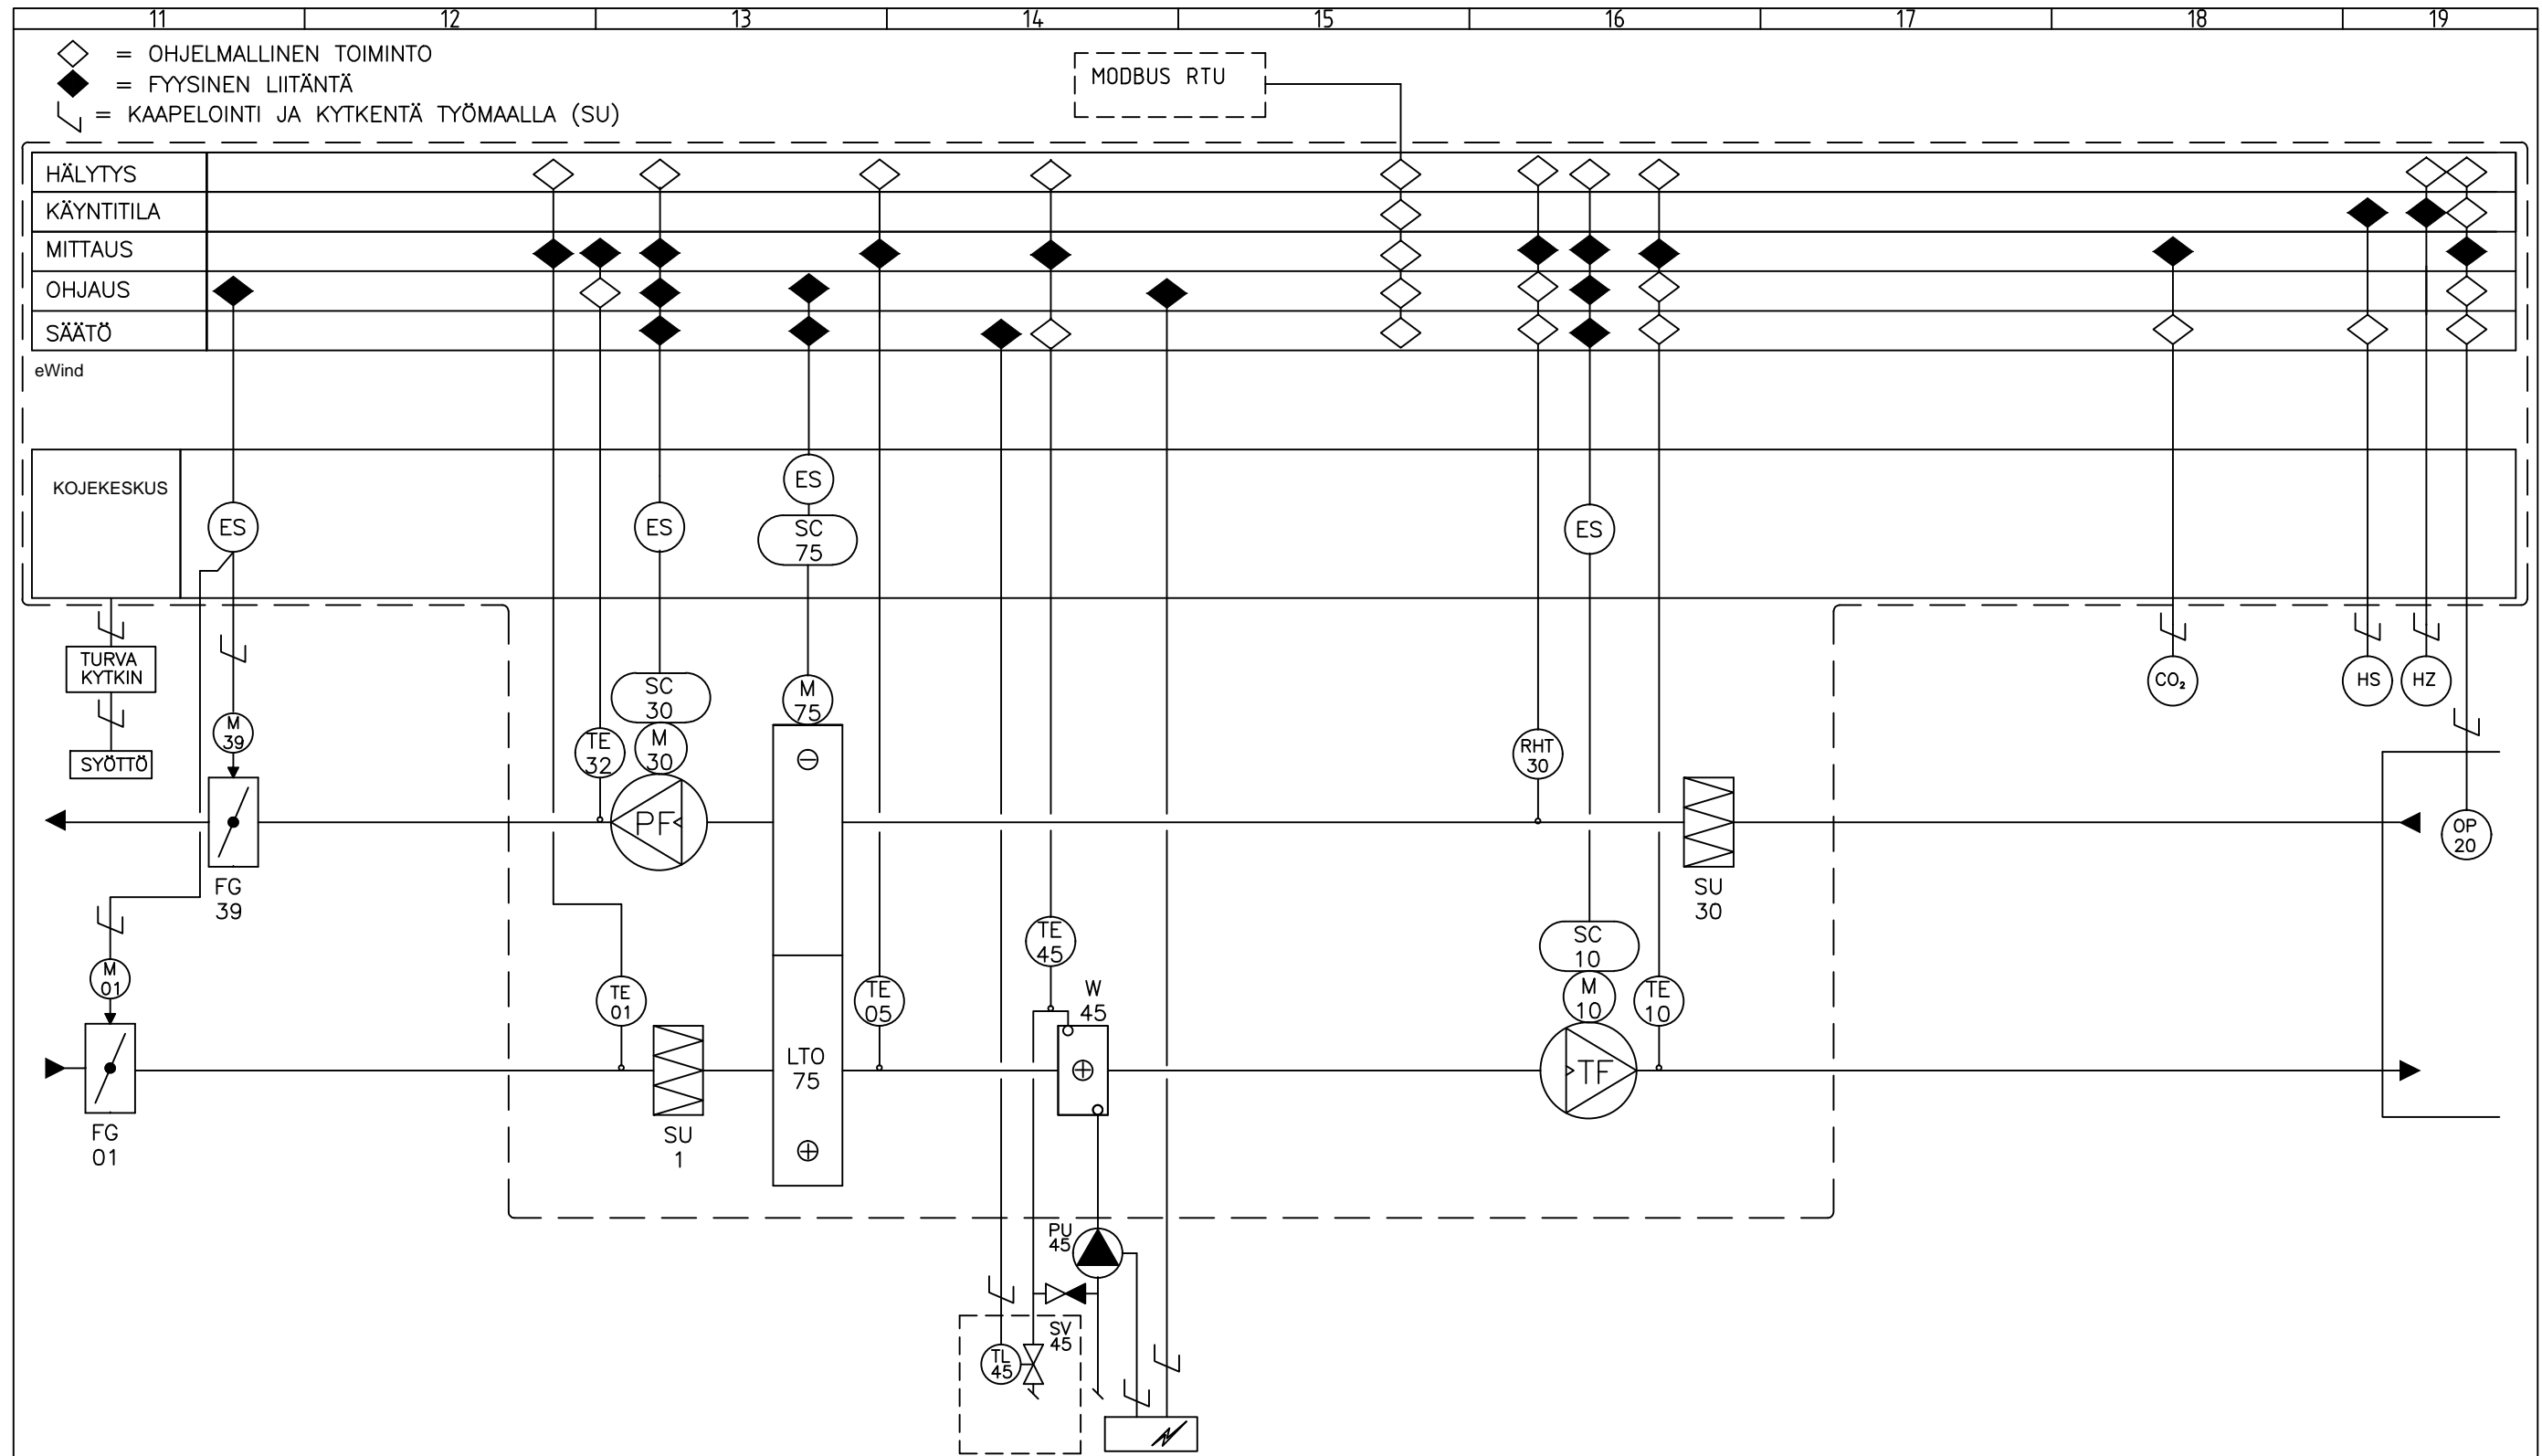 11 12 13 14 15 16 17 18 19
= OHJELMALLINEN TOIMINTO
= FYYSINEN LIITÄNTÄ
= KAAPELOINTI JA KYTKENTÄ TYÖMAALLA (SU)
MODBUS RTU
HÄLYTYS
KÄYNTITILA
MITTAUS
OHJAUS
SÄÄTÖ
eWind
KOJEKESKUS
ES
ES
ES
SC
75
ES
TURVA
KYTKIN
SYÖTTÖ
M
39
TE
32
SC
30
M
30
M
75
RHT
30
CO₂
HS
HZ
PF
OP
20
FG
39
SU
30
M
01
TE
01
TE
05
TE
45
W
45
SC
10
M
10
TE
10
LTO
75
TF
FG
01
SU
1
PU
45
SV
45
TL
45